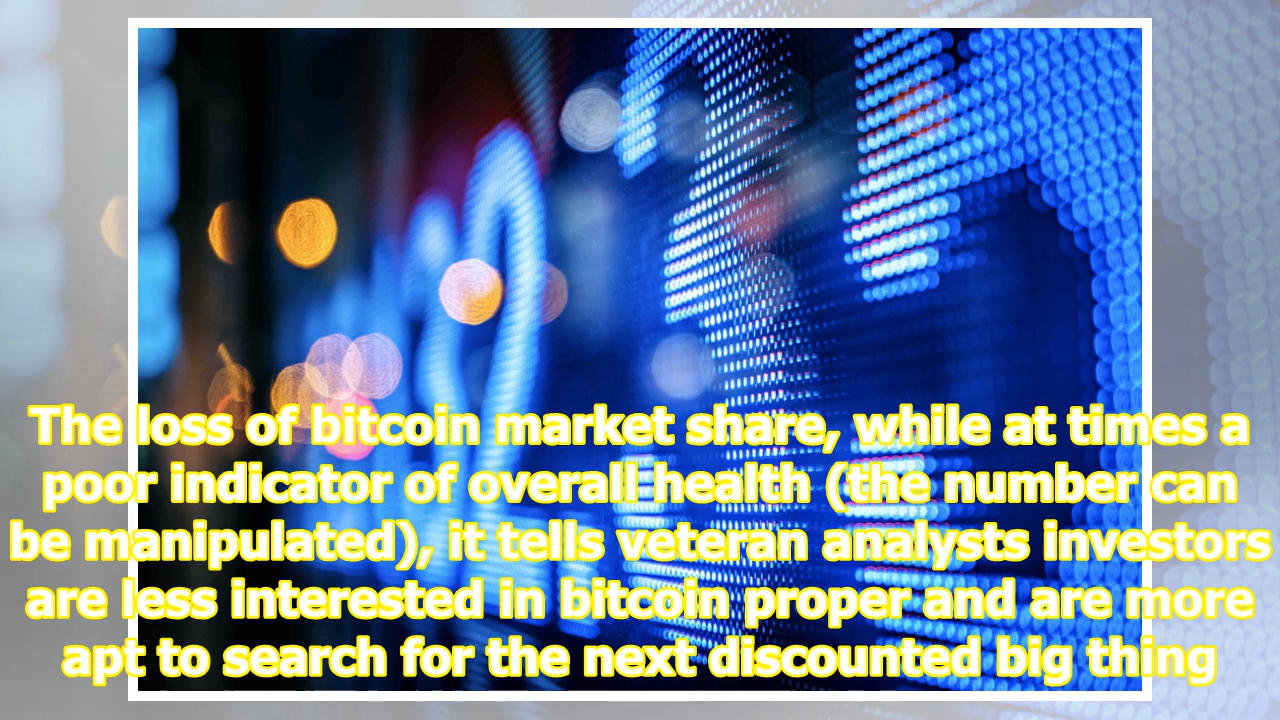 The loss of bitcoin market share, while at times a
poor indicator of overall health (the number can
be manipulated), it tells veteran analysts investors
are less interested in bitcoin proper and are more
apt to search for the next discounted big thing